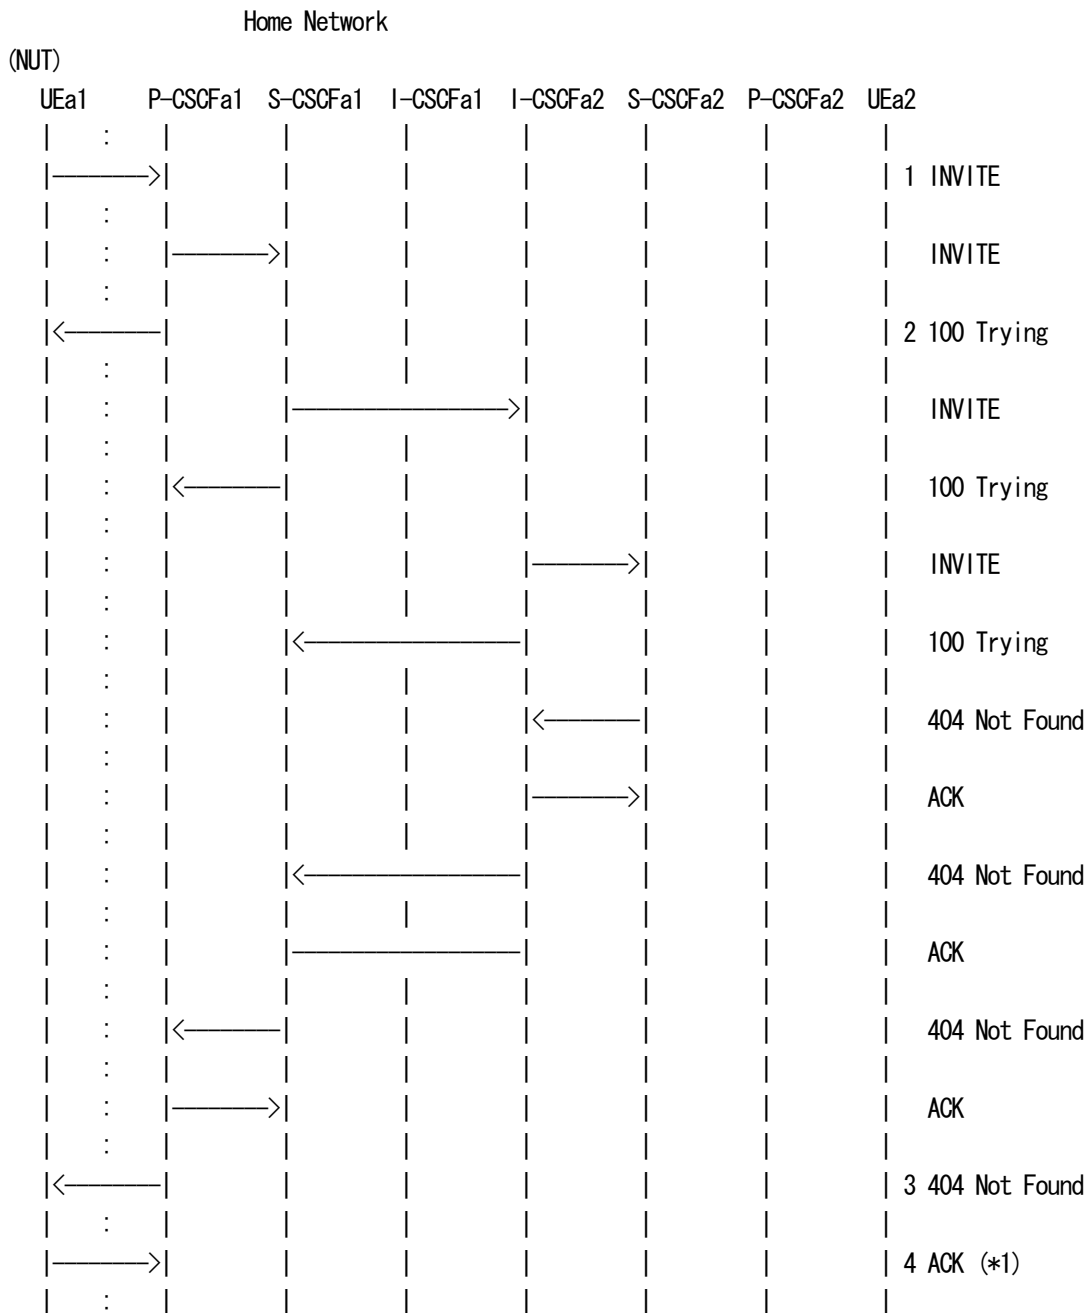 Home Network
(NUT)
UEa1 P-CSCFa1 S-CSCFa1 I-CSCFa1 I-CSCFa2 S-CSCFa2 P-CSCFa2 UEa2
1 INVITE
INVITE
2 100 Trying
INVITE
100 Trying
INVITE
100 Trying
404 Not Found
ACK
404 Not Found
ACK
404 Not Found
ACK
3 404 Not Found
4 ACK (*1)